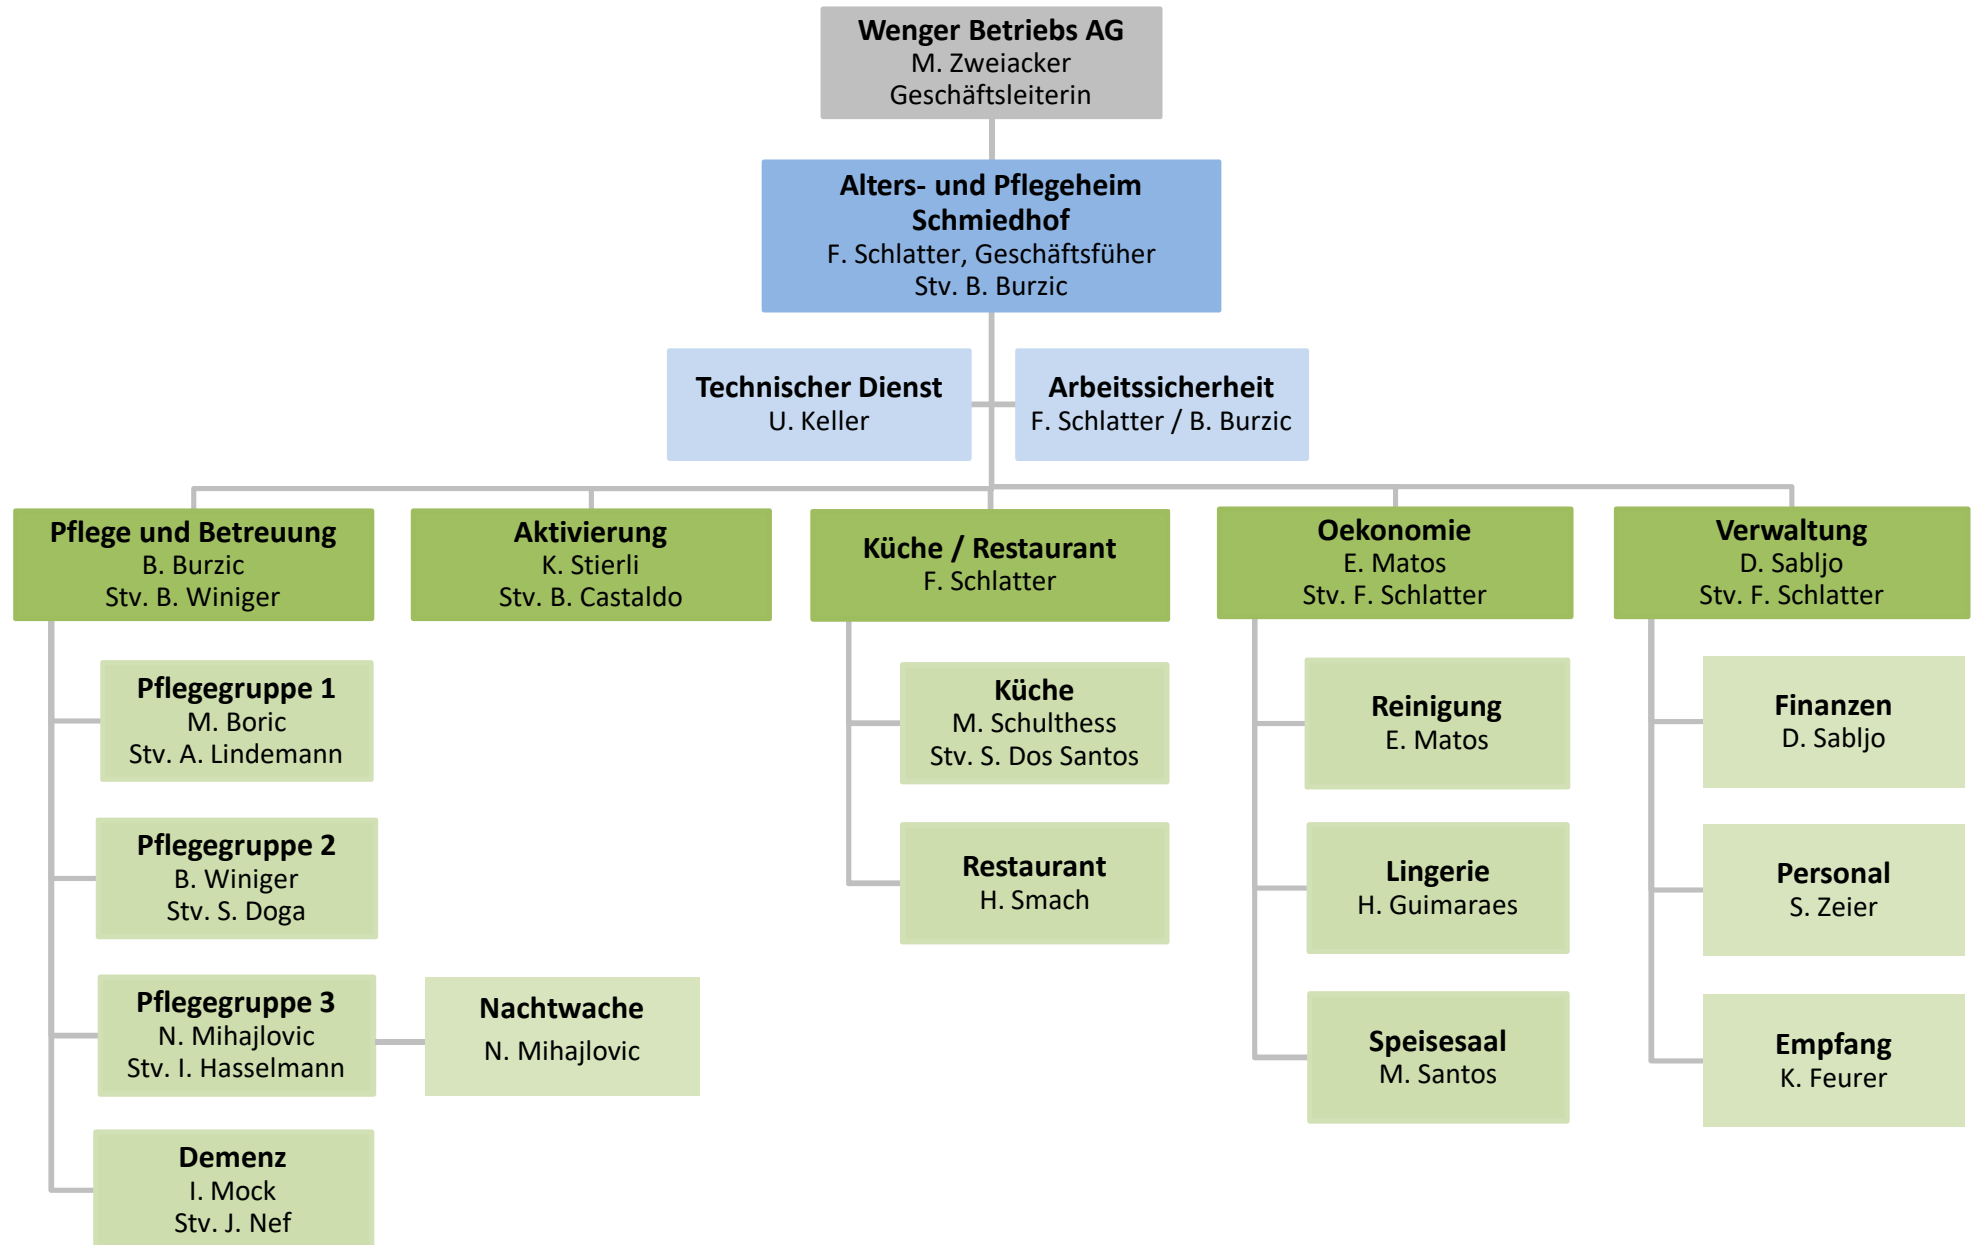 Wenger Betriebs AG
M. Zweiacker
Geschäftsleiterin
Alters- und Pflegeheim
Schmiedhof
F. Schlatter, Geschäftsfüher
Stv. B. Burzic
Technischer Dienst
U. Keller
Arbeitssicherheit
F. Schlatter / B. Burzic
Pflege und Betreuung
B. Burzic
Stv. B. Winiger
Aktivierung
K. Stierli
Stv. B. Castaldo
Küche / Restaurant
F. Schlatter
Oekonomie
E. Matos
Stv. F. Schlatter
Verwaltung
D. Sabljo
Stv. F. Schlatter
Pflegegruppe 1
M. Boric
Stv. A. Lindemann
Pflegegruppe 2
B. Winiger
Stv. S. Doga
Pflegegruppe 3
N. Mihajlovic
Stv. I. Hasselmann
Nachtwache
N. Mihajlovic
Demenz
I. Mock
Stv. J. Nef
Küche
M. Schulthess
Stv. S. Dos Santos
Restaurant
H. Smach
Reinigung
E. Matos
Lingerie
H. Guimaraes
Speisesaal
M. Santos
Finanzen
D. Sabljo
Personal
S. Zeier
Empfang
K. Feurer